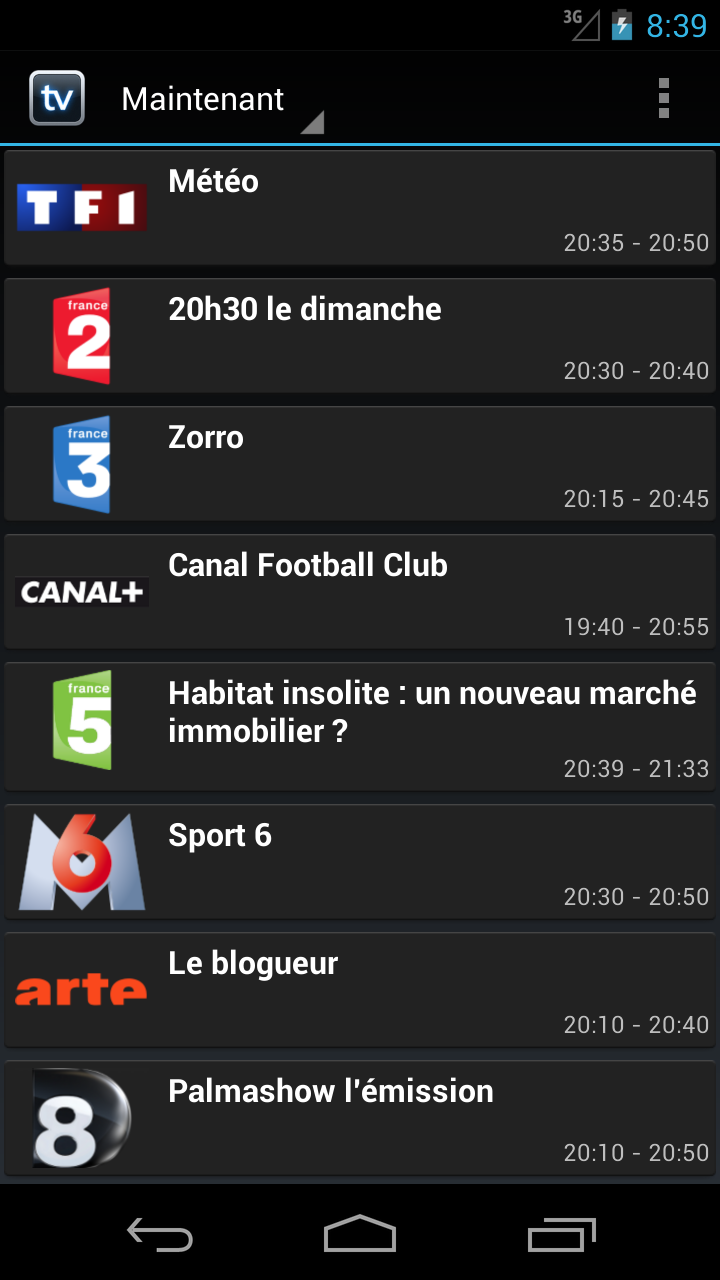 3G 8:39
tv Maintenant
TF1 Météo
20:35 - 20:50
france 2 20h30 le dimanche
20:30 - 20:40
france 3 Zorro
20:15 - 20:45
CANAL+ Canal Football Club
19:40 - 20:55
france 5 Habitat insolite : un nouveau marché
immobilier ?
20:39 - 21:33
M6 Sport 6
20:30 - 20:50
arte Le blogueur
20:10 - 20:40
D8 Palmashow l'émission
20:10 - 20:50